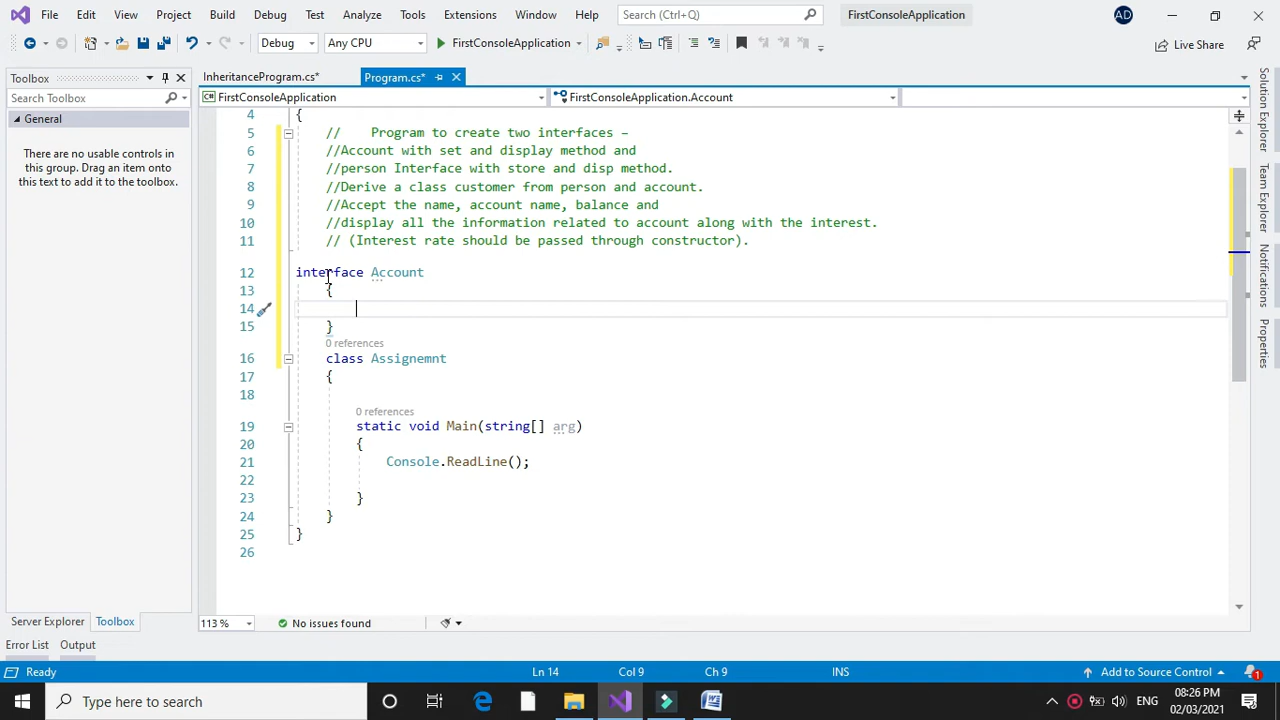 File Edit View Project Build Debug Test Analyze Tools Extensions Window Help Search (Ctrl+Q) FirstConsoleApplication AD
Debug Any CPU FirstConsoleApplication Live Share
Toolbox
Search Toolbox
General
There are no usable controls in
this group. Drag an item onto
this text to add it to the toolbox.
Server Explorer Toolbox
InheritanceProgram.cs* Program.cs*
FirstConsoleApplication FirstConsoleApplication.Account
4 {
5 // Program to create two interfaces –
6 //Account with set and display method and
7 //person Interface with store and disp method.
8 //Derive a class customer from person and account.
9 //Accept the name, account name, balance and
10 //display all the information related to account along with the interest.
11 // (Interest rate should be passed through constructor).
12 interface Account
13 {
14
15 }
0 references
16 class Assignemnt
17 {
18
0 references
19 static void Main(string[] arg)
20 {
21 Console.ReadLine();
22
23 }
24 }
25 }
26
113 % No issues found
Solution Explorer
Team Explorer
Notifications
Properties
Error List Output
Ready Ln 14 Col 9 Ch 9 INS Add to Source Control 1
Type here to search ENG 08:26 PM
02/03/2021